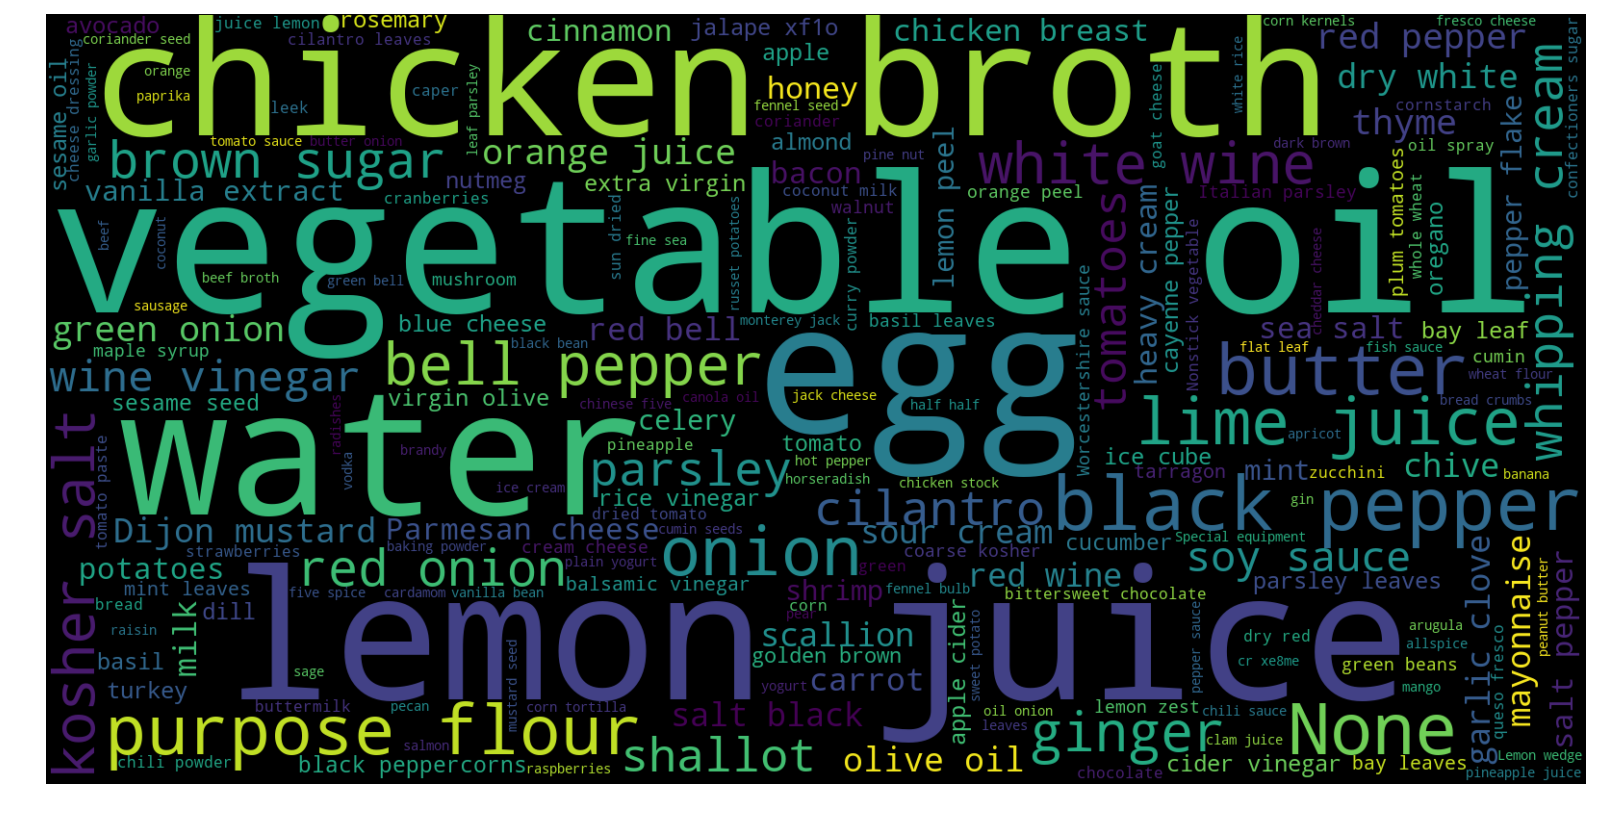 chicken broth
vegetable oil
egg
water
lemon juice
avocado
juice lemon
rosemary
cinnamon
jalape xf1o
chicken breast
corn kernels
fresco cheese
coriander seed
cilantro leaves
apple
red pepper
orange
paprika
leek
caper
honey
fennel seed
coriander
dry white
cornstarch
thyme
sesame oil
cheese dressing
garlic powder
leaf parsley
white rice
goat cheese
confectioners sugar
whipping cream
pepper flake
tomato sauce
butter onion
brown sugar
orange juice
almond
pine nut
white wine
dark brown
oil spray
vanilla extract
nutmeg
extra virgin
bacon
coconut milk
lemon peel
orange peel
Italian parsley
cranberries
walnut
plum tomatoes
whole wheat
oregano
beef
coconut
sun dried
fine sea
russet potatoes
curry powder
tomatoes
heavy cream
cayenne pepper
Nonstick vegetable
cheddar cheese
beef broth
green bell
mushroom
sausage
green onion
blue cheese
red bell
monterey jack
basil leaves
sea salt
bay leaf
maple syrup
black bean
flat leaf
fish sauce
cumin
wine vinegar
bell pepper
butter
wheat flour
sesame seed
virgin olive
chinese five
canola oil
jack cheese
half half
Worcestershire sauce
bread crumbs
radishes
celery
lime juice
apricot
kosher salt
tomato paste
vodka
brandy
pineapple
tomato
hot pepper
ice cube
chive
parsley
horseradish
tarragon
mint
zucchini
banana
ice cream
rice vinegar
chicken stock
gin
dried tomato
cilantro
black pepper
Dijon mustard
Parmesan cheese
cumin seeds
sour cream
cucumber
Special equipment
strawberries
baking powder
cream cheese
onion
coarse kosher
soy sauce
potatoes
red onion
plain yogurt
green
red wine
parsley leaves
mint leaves
five spice
cardamom
vanilla bean
balsamic vinegar
shrimp
fennel bulb
bittersweet chocolate
garlic clove
mayonnaise
peanut butter
salt pepper
bread
dill
milk
corn
pear
apple cider
sweet potato
pepper sauce
arugula
raisin
scallion
dry red
allspice
queso fresco
basil
golden brown
cr xe8me
green beans
sage
turkey
yogurt
carrot
mango
buttermilk
pecan
mustard seed
corn tortilla
salt black
oil onion
lemon zest
leaves
chili sauce
purpose flour
ginger
None
salmon
shallot
olive oil
clam juice
chili powder
black peppercorns
raspberries
chocolate
cider vinegar
bay leaves
Lemon wedge
pineapple juice